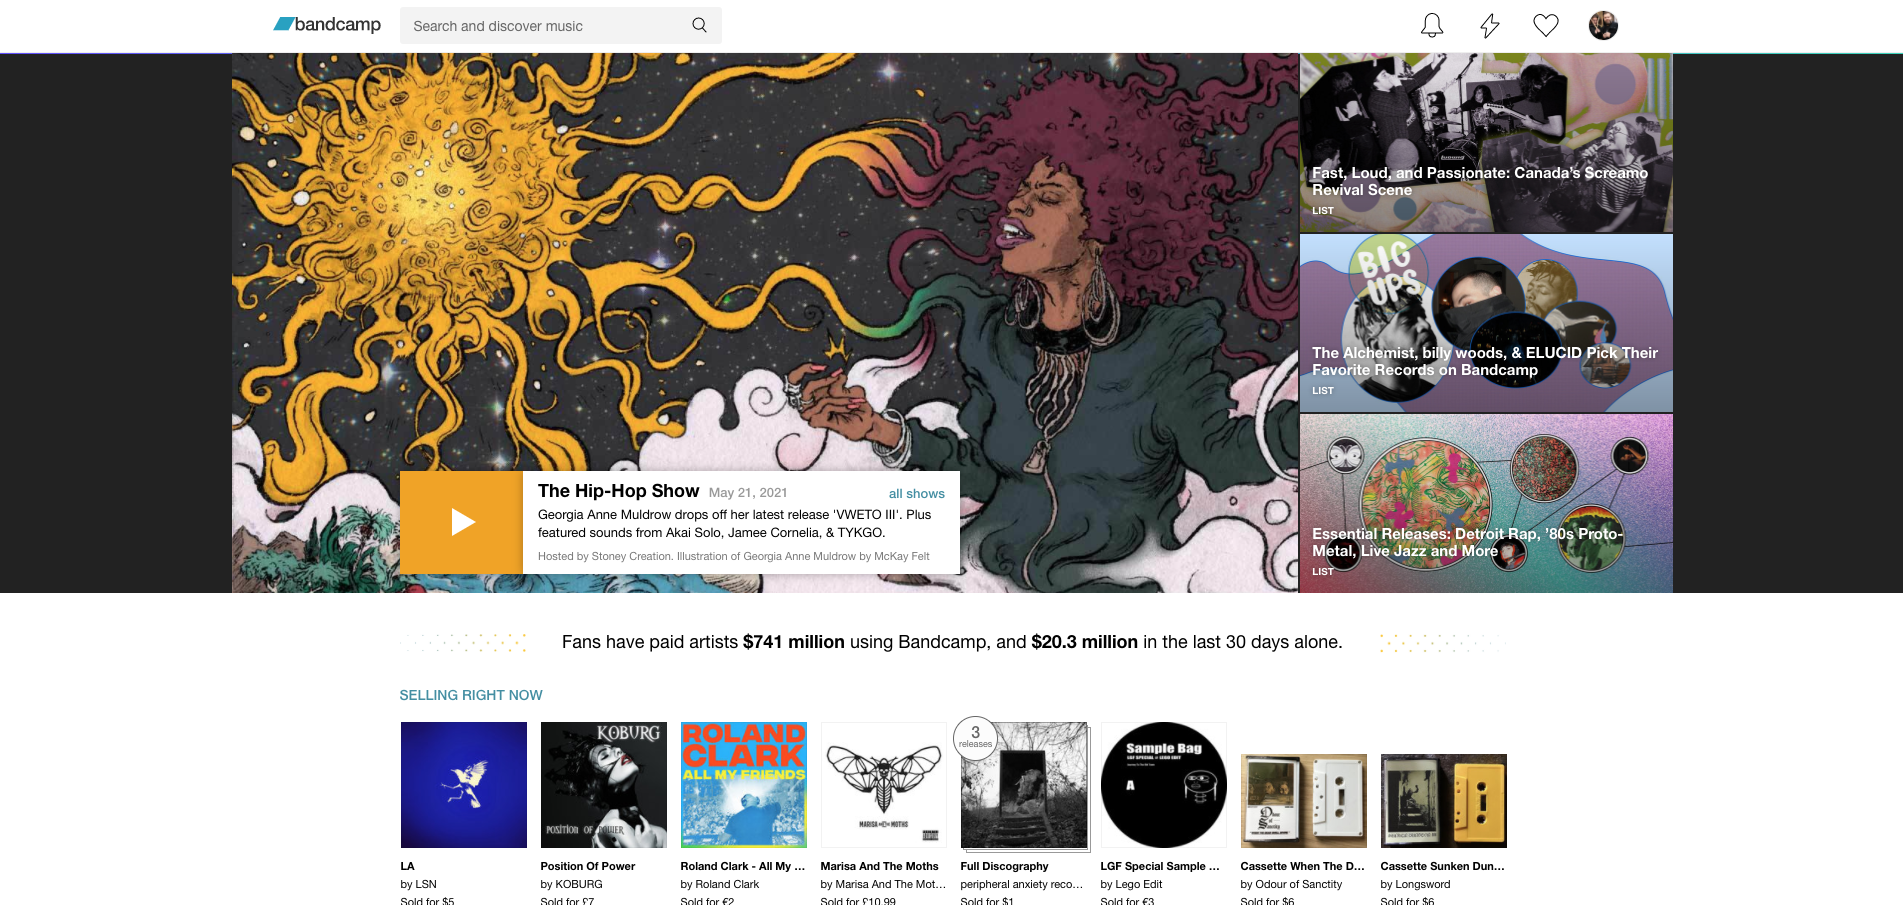 bandcamp
Search and discover music
Fast, Loud, and Passionate: Canada's Screamo
Revival Scene
LIST
BIG
UPS
The Alchemist, billy woods, & ELUCID Pick Their
Favorite Records on Bandcamp
LIST
Essential Releases: Detroit Rap, '80s Proto-
Metal, Live Jazz and More
LIST
The Hip-Hop Show May 21, 2021 all shows
Georgia Anne Muldrow drops off her latest release 'VWETO III'. Plus
featured sounds from Akai Solo, Jamee Cornelia, & TYKGO.
Hosted by Stoney Creation. Illustration of Georgia Anne Muldrow by McKay Felt
Fans have paid artists $741 million using Bandcamp, and $20.3 million in the last 30 days alone.
SELLING RIGHT NOW
KOBURG
POSITION OF POWER
ROLAND
CLARK
ALL MY FRIENDS
MARISA AND THE MOTHS
3
releases
Sample Bag
LGF SPECIAL LEGO EDIT
A
LA
by LSN
Sold for $5
Position Of Power
by KOBURG
Sold for £7
Roland Clark - All My ...
by Roland Clark
Sold for €2
Marisa And The Moths
by Marisa And The Mot...
Sold for £10.99
Full Discography
peripheral anxiety reco...
Sold for $1
LGF Special Sample ...
by Lego Edit
Sold for €3
Cassette When The D...
by Odour of Sanctity
Sold for $6
Cassette Sunken Dun...
by Longsword
Sold for $6